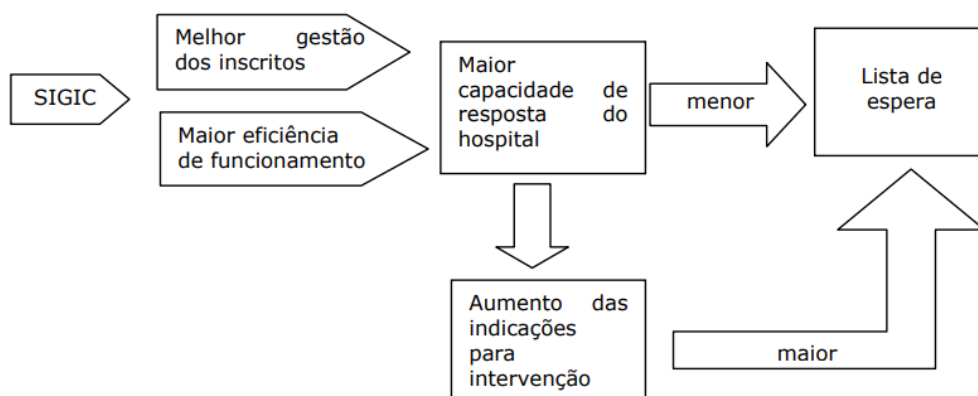 SIGIC
Melhor gestão
dos inscritos
Maior eficiência
de funcionamento
Maior
capacidade de
resposta do
hospital
menor
Lista de
espera
Aumento das
indicações
para
intervenção
maior